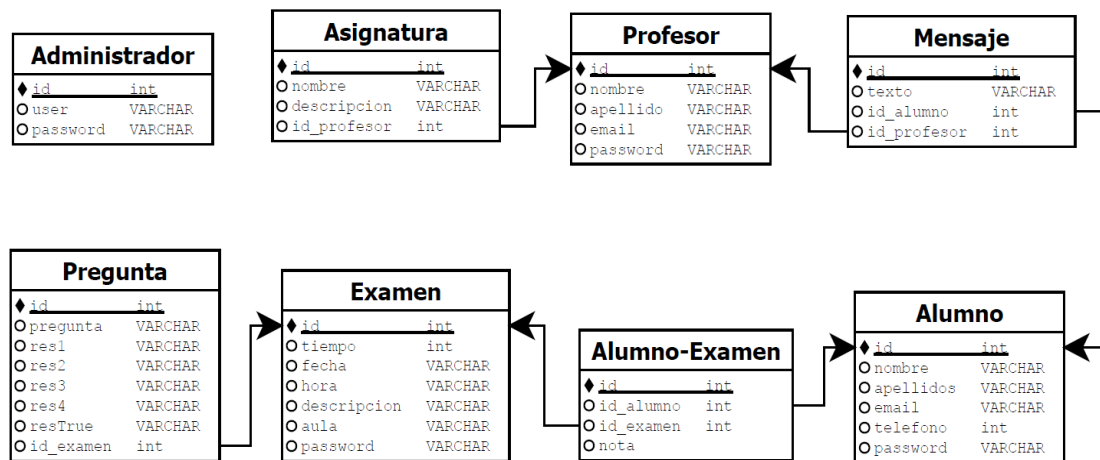 Administrador
id int
user VARCHAR
password VARCHAR
Asignatura
id int
nombre VARCHAR
descripcion VARCHAR
id_profesor int
Profesor
id int
nombre VARCHAR
apellido VARCHAR
email VARCHAR
password VARCHAR
Mensaje
id int
texto VARCHAR
id_alumno int
id_profesor int
Pregunta
id int
pregunta VARCHAR
res1 VARCHAR
res2 VARCHAR
res3 VARCHAR
res4 VARCHAR
resTrue VARCHAR
id_examen int
Examen
id int
tiempo int
fecha VARCHAR
hora VARCHAR
descripcion VARCHAR
aula VARCHAR
password VARCHAR
Alumno-Examen
id int
id_alumno int
id_examen int
nota
Alumno
id int
nombre VARCHAR
apellidos VARCHAR
email VARCHAR
telefono int
password VARCHAR